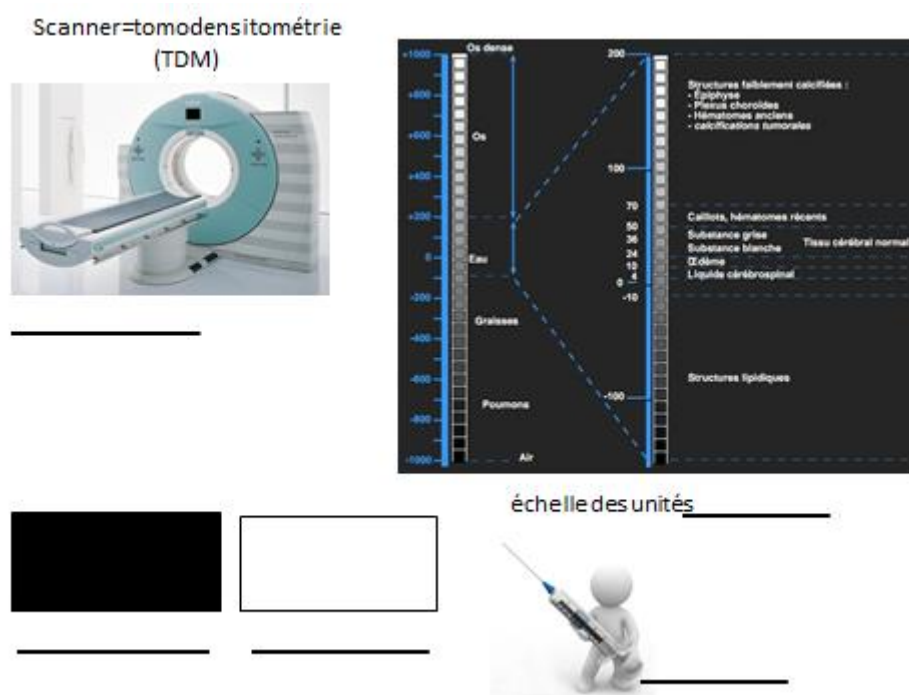 Scanner=tomodensitométrie
(TDM)
+1000
+800
+600
+400
+200
0
-200
-400
-600
-800
-1000
Os dense
Os
Eau
Graisses
Poumons
Air
200
100
70
50
36
24
10
4
0
-10
-100
Structures faiblement calcifiées :
- Épiphyse
- Plexus choroïdes
- Hématomes anciens
- calcifications tumorales
Caillots, hématomes récents
Substance grise
Substance blanche
Tissu cérébral normal
Œdème
Liquide cérébrospinal
Structures lipidiques
échelle des unités